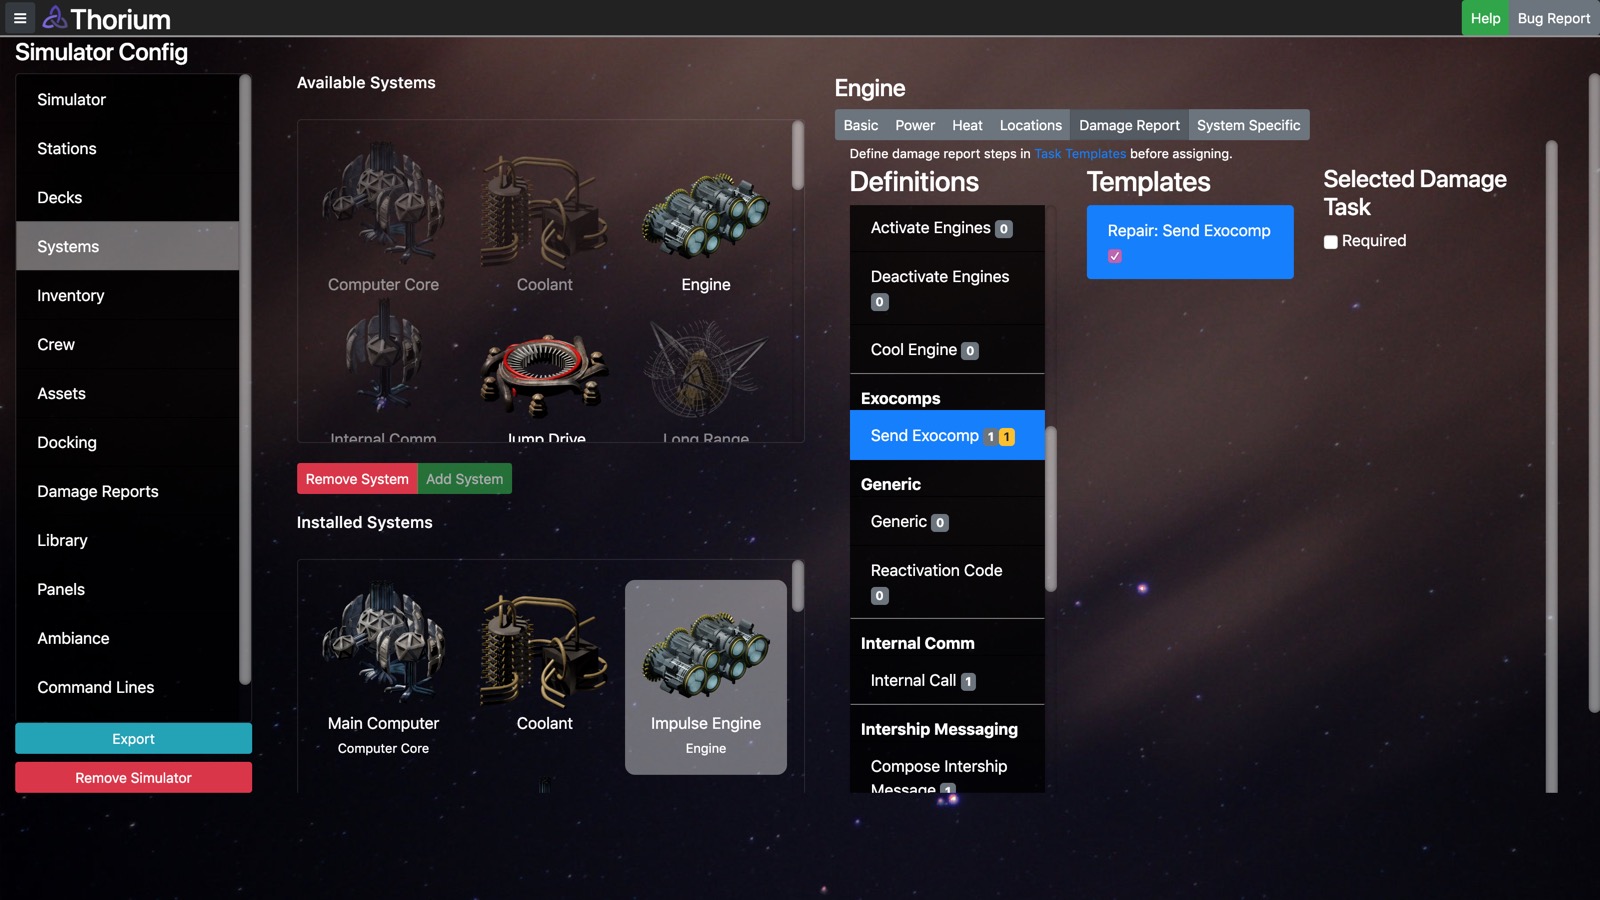 Thorium
Help
Bug Report
Simulator Config
Simulator
Stations
Decks
Systems
Inventory
Crew
Assets
Docking
Damage Reports
Library
Panels
Ambiance
Command Lines
Export
Remove Simulator
Available Systems
Computer Core
Coolant
Engine
Internal Comm
Jump Drive
Long Range
Remove System
Add System
Installed Systems
Main Computer
Computer Core
Coolant
Impulse Engine
Engine
Engine
Basic
Power
Heat
Locations
Damage Report
System Specific
Define damage report steps in Task Templates before assigning.
Definitions
Activate Engines 0
Deactivate Engines
0
Cool Engine 0
Exocomps
Send Exocomp 1 1
Generic
Generic 0
Reactivation Code
0
Internal Comm
Internal Call 1
Intership Messaging
Compose Intership
Message 1
Templates
Repair: Send Exocomp
Selected Damage
Task
Required